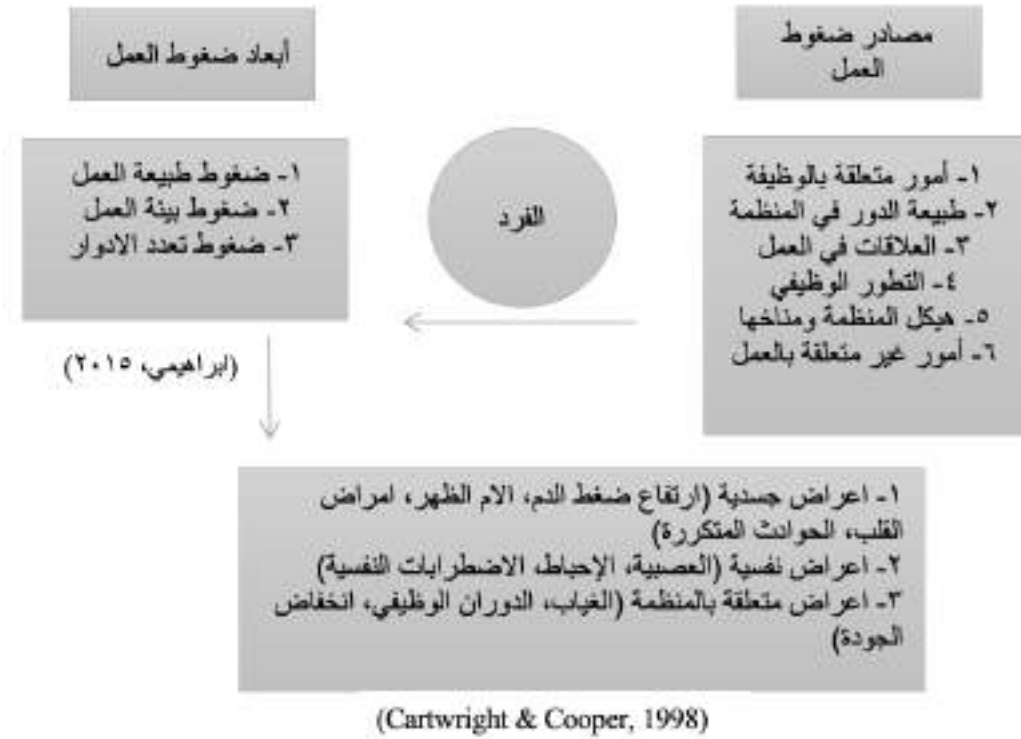 مصادر ضغوط
العمل
أبعاد ضغوط العمل
١- أمور متعلقة بالوظيفة
٢- طبيعة الدور في المنظمة
٣- العلاقات في العمل
٤- التطور الوظيفي
٥- هيكل المنظمة ومناخها
٦- أمور غير متعلقة بالعمل
الفرد
١- ضغوط طبيعة العمل
٢- ضغوط بيئة العمل
٣- ضغوط تعدد الادوار
(ابراهيمي، ٢٠١٥)
١- اعراض جسدية (ارتفاع ضغط الدم، الام الظهر، امراض
القلب، الحوادث المتكررة)
٢- اعراض نفسية (العصبية، الإحباط، الاضطرابات النفسية)
٣- اعراض متعلقة بالمنظمة (الغياب، الدوران الوظيفي، انخفاض
الجودة)
(Cartwright & Cooper, 1998)